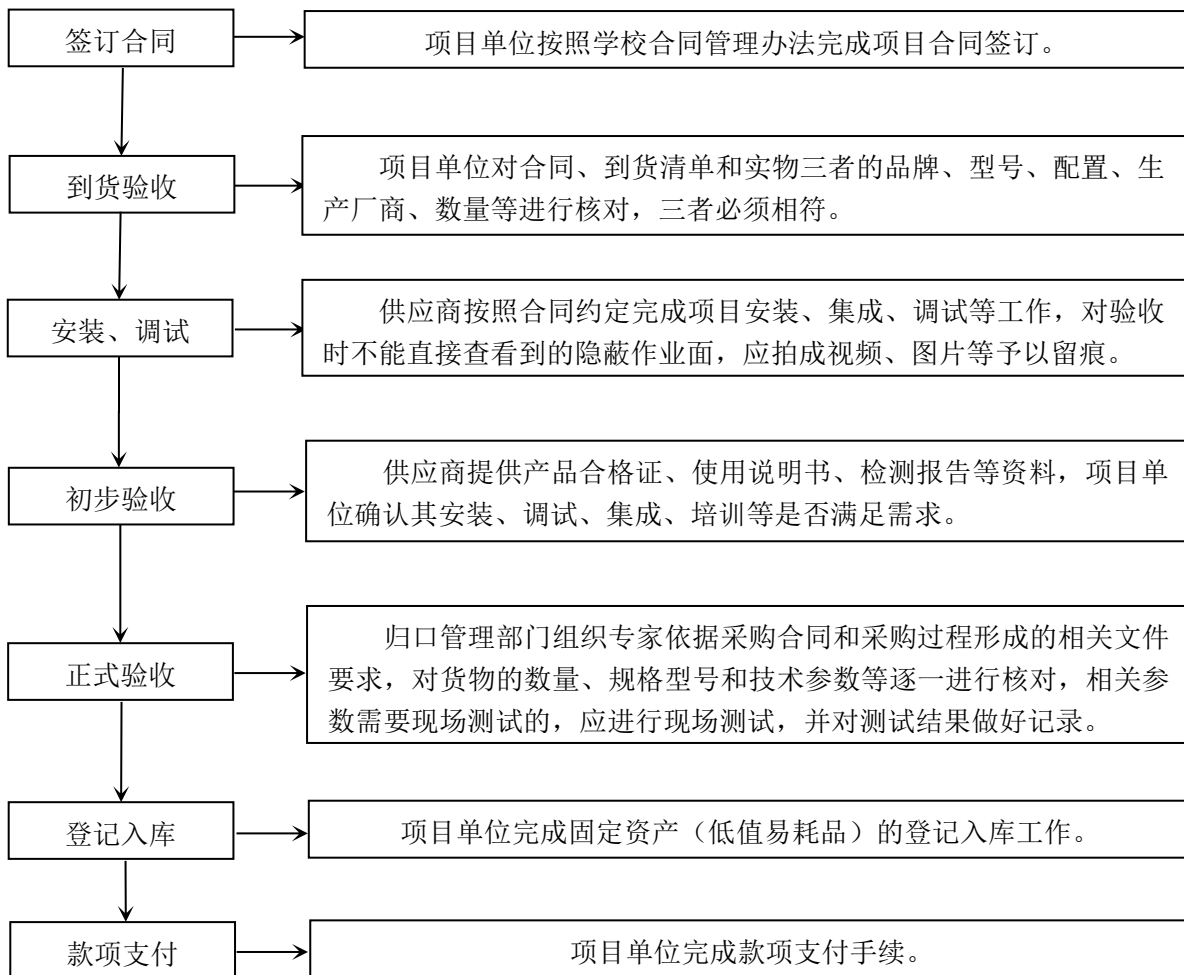 签订合同
项目单位按照学校合同管理办法完成项目合同签订。
到货验收
项目单位对合同、到货清单和实物三者的品牌、型号、配置、生
产厂商、数量等进行核对，三者必须相符。
安装、调试
供应商按照合同约定完成项目安装、集成、调试等工作，对验收
时不能直接查看到的隐蔽作业面，应拍成视频、图片等予以留痕。
初步验收
供应商提供产品合格证、使用说明书、检测报告等资料，项目单
位确认其安装、调试、集成、培训等是否满足需求。
正式验收
归口管理部门组织专家依据采购合同和采购过程形成的相关文件
要求，对货物的数量、规格型号和技术参数等逐一进行核对，相关参
数需要现场测试的，应进行现场测试，并对测试结果做好记录。
登记入库
项目单位完成固定资产（低值易耗品）的登记入库工作。
款项支付
项目单位完成款项支付手续。